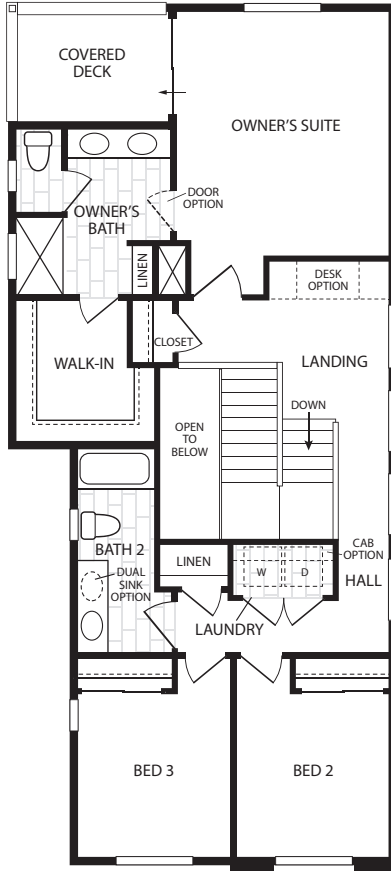 COVERED
DECK
OWNER'S SUITE
DOOR
OPTION
OWNER'S
BATH
LINEN
DESK
OPTION
CLOSET
WALK-IN
LANDING
DOWN
OPEN
TO
BELOW
CAB
OPTION
BATH 2
LINEN
W
D
DUAL
SINK
OPTION
HALL
LAUNDRY
BED 3
BED 2